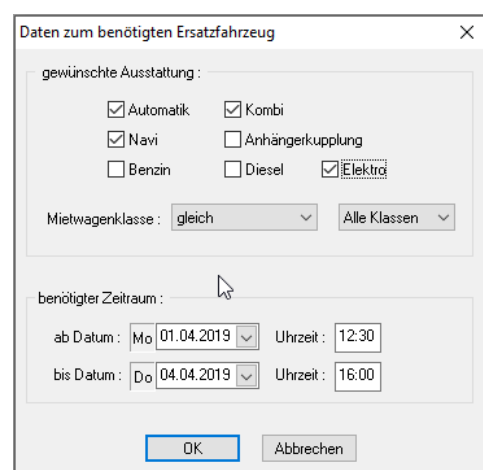 Daten zum benötigten Ersatzfahrzeug
gewünschte Ausstattung :
Automatik Kombi
Navi Anhängerkupplung
Benzin Diesel Elektro
Mietwagenklasse : gleich Alle Klassen
benötigter Zeitraum :
ab Datum : Mo 01.04.2019 Uhrzeit : 12:30
bis Datum : Do 04.04.2019 Uhrzeit : 16:00
OK Abbrechen